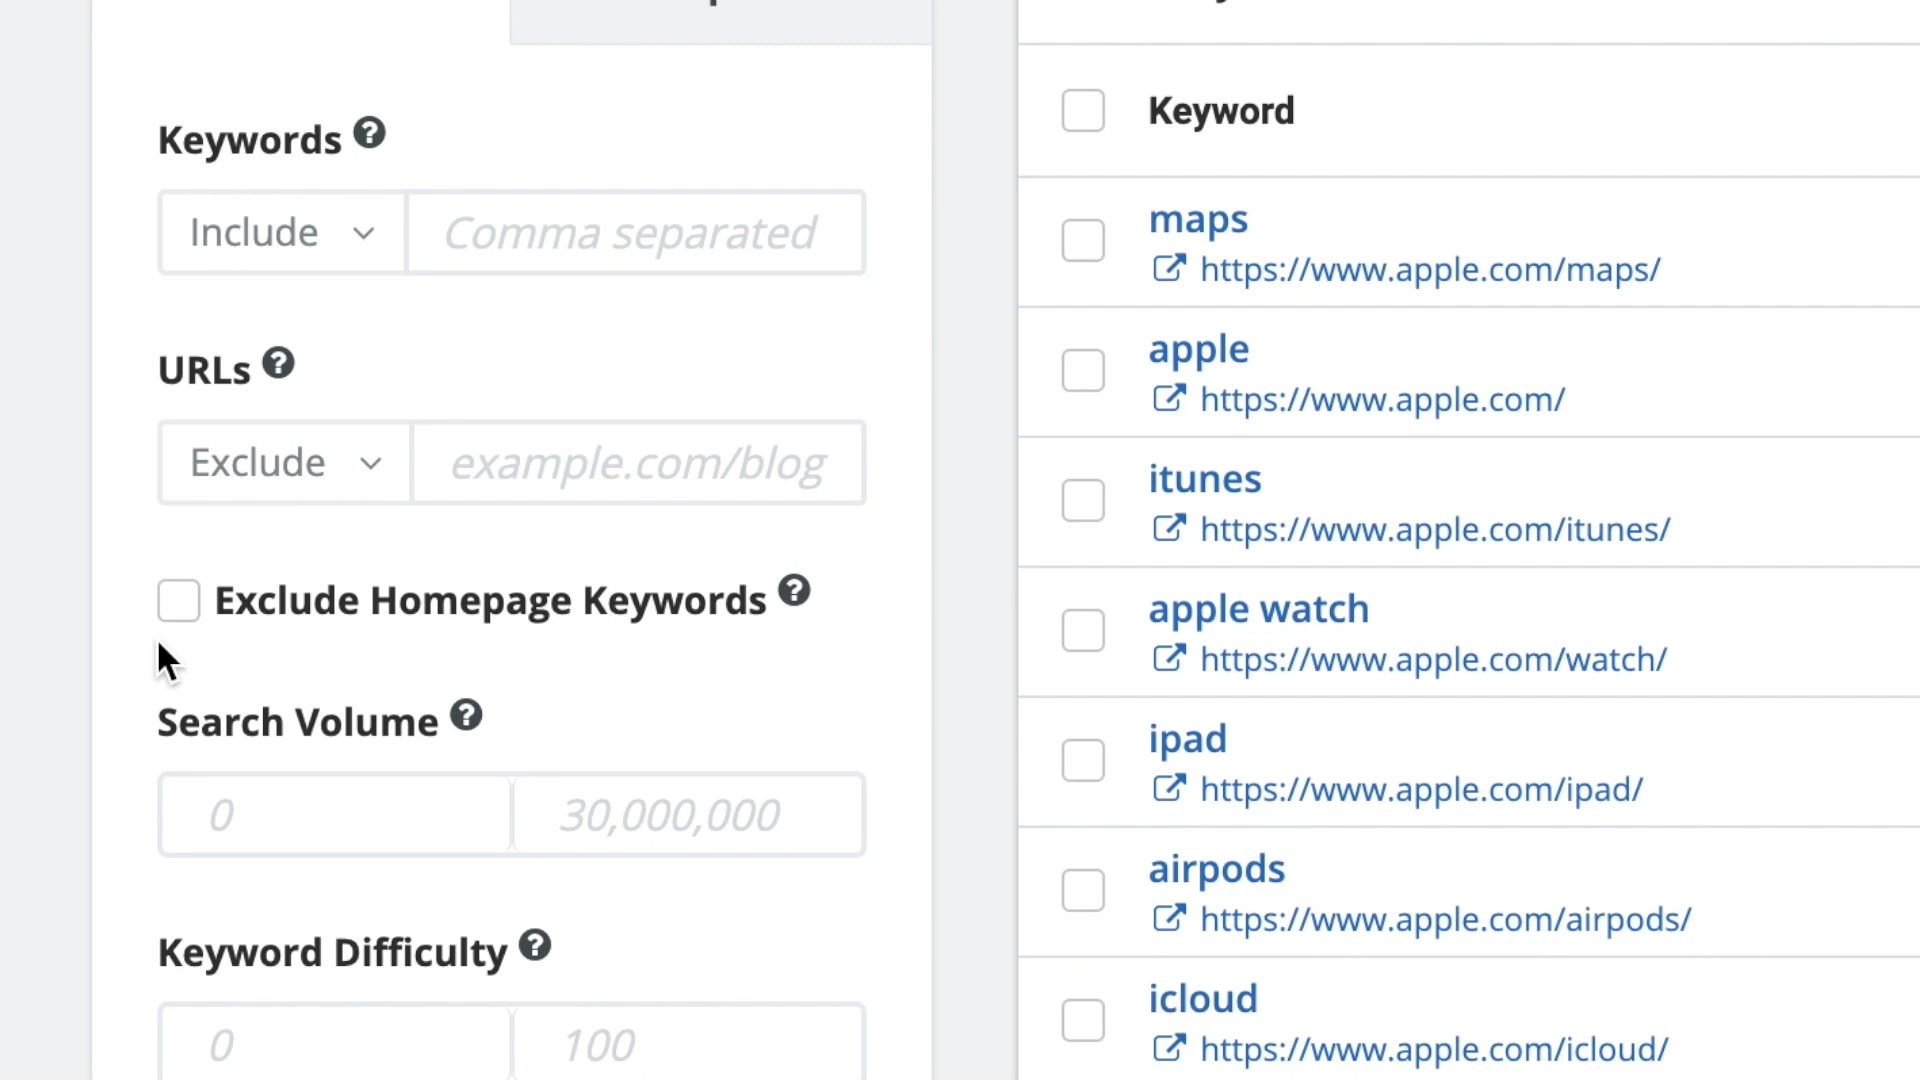 Keywords ?
Include
Comma separated
URLs ?
Exclude
example.com/blog
Exclude Homepage Keywords ?
Search Volume ?
0
30,000,000
Keyword Difficulty ?
0
100
Keyword
maps
https://www.apple.com/maps/
apple
https://www.apple.com/
itunes
https://www.apple.com/itunes/
apple watch
https://www.apple.com/watch/
ipad
https://www.apple.com/ipad/
airpods
https://www.apple.com/airpods/
icloud
https://www.apple.com/icloud/